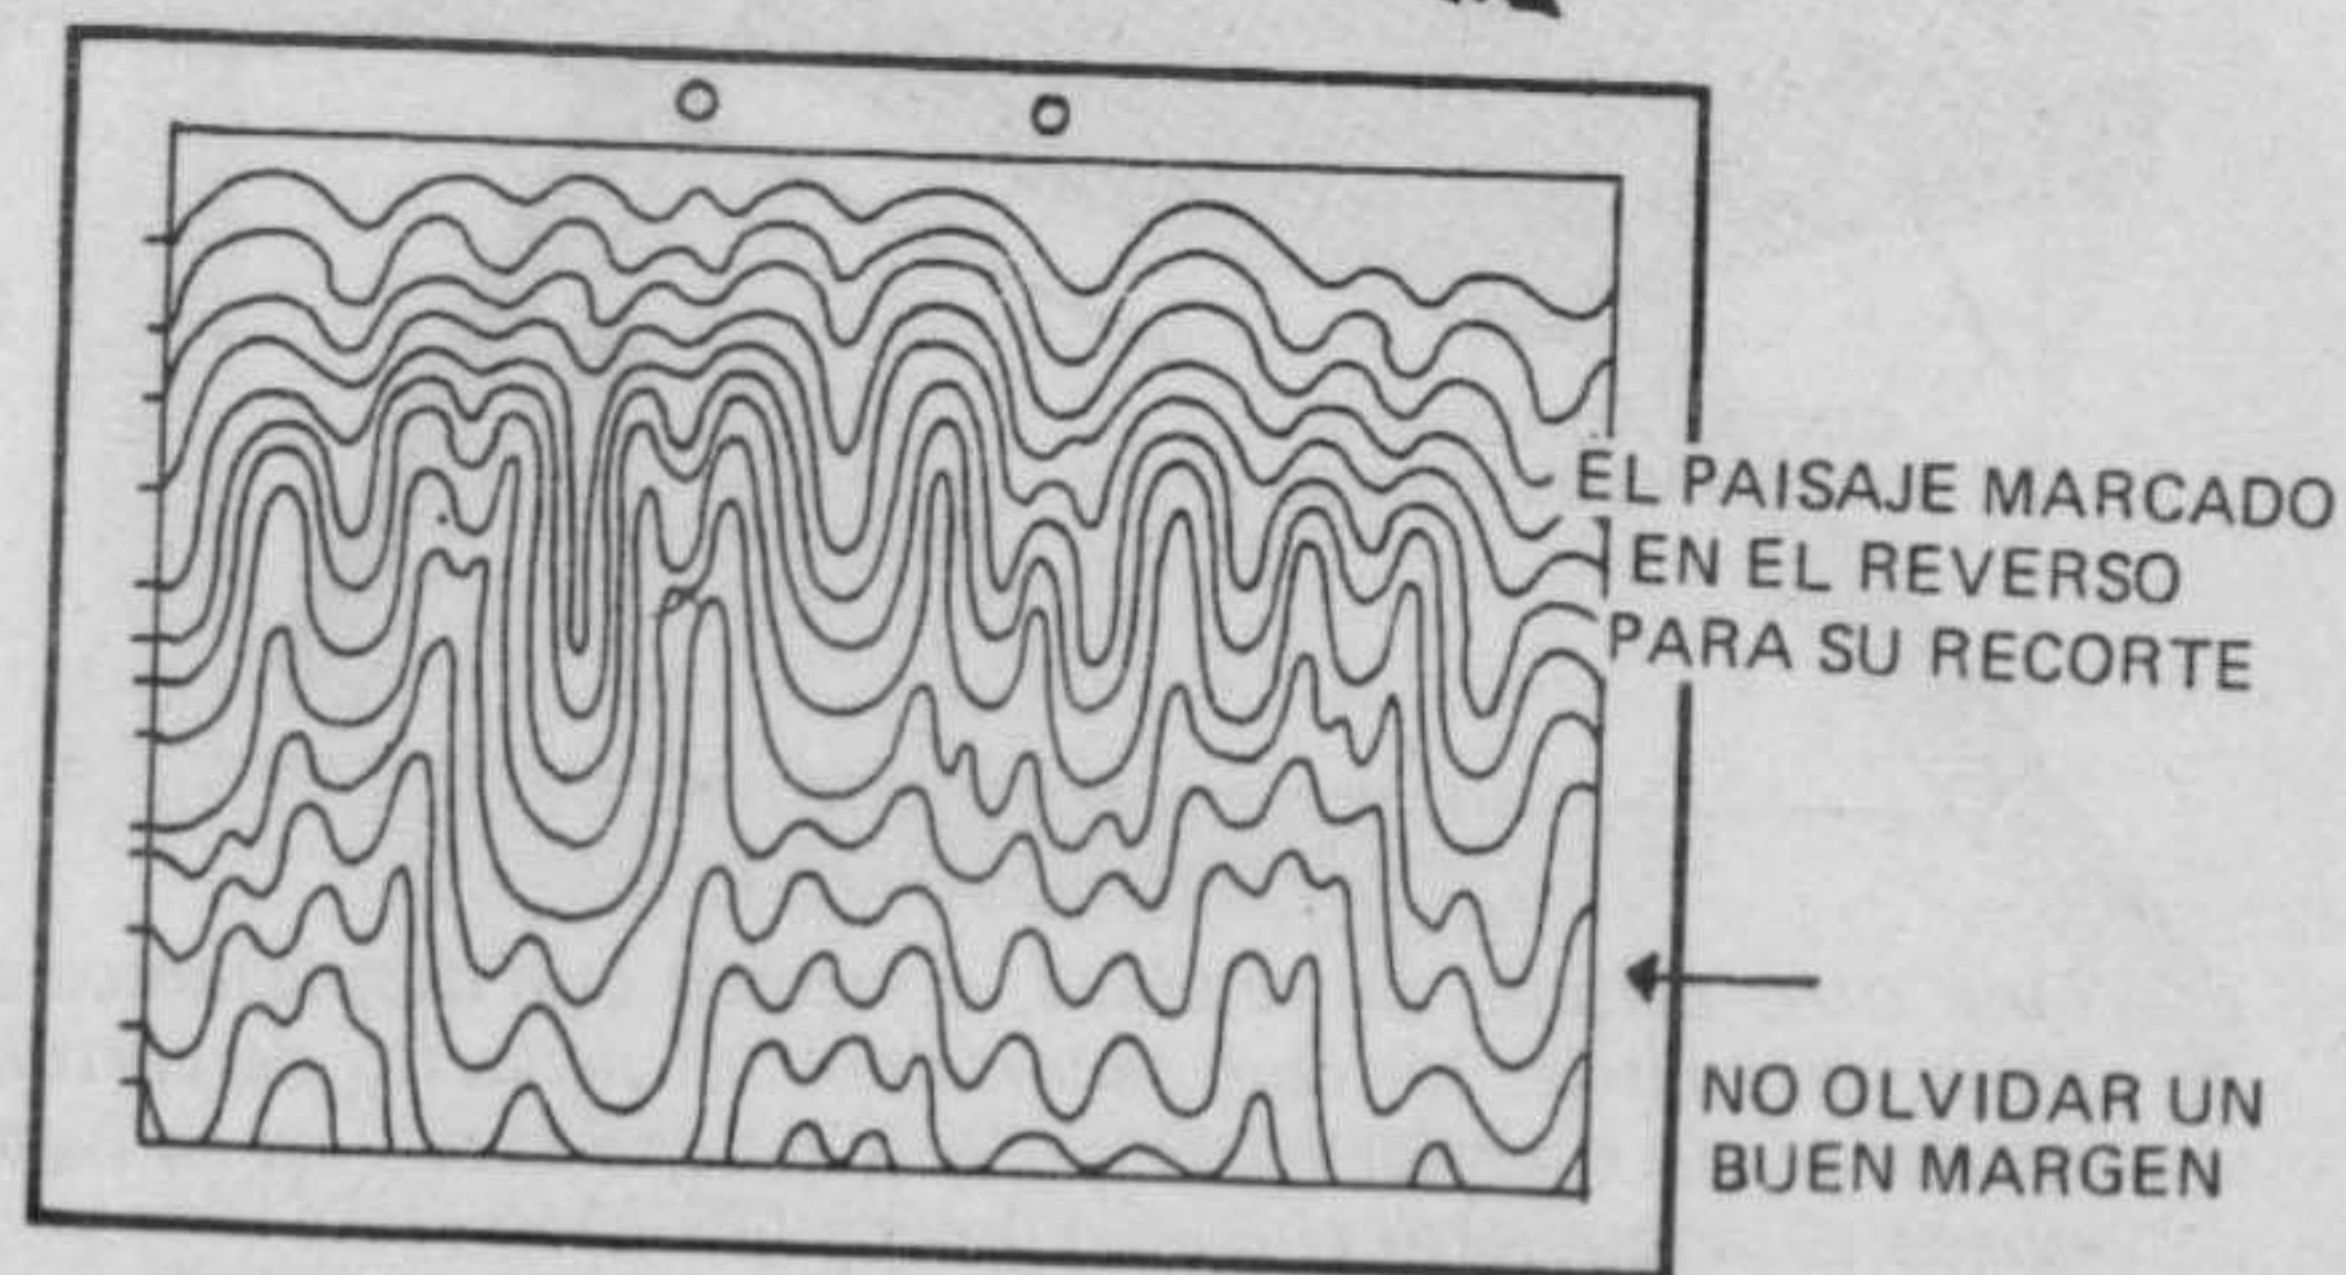 EL PAISAJE MARCADO
EN EL REVERSO
PARA SU RECORTE
NO OLVIDAR UN
BUEN MARGEN